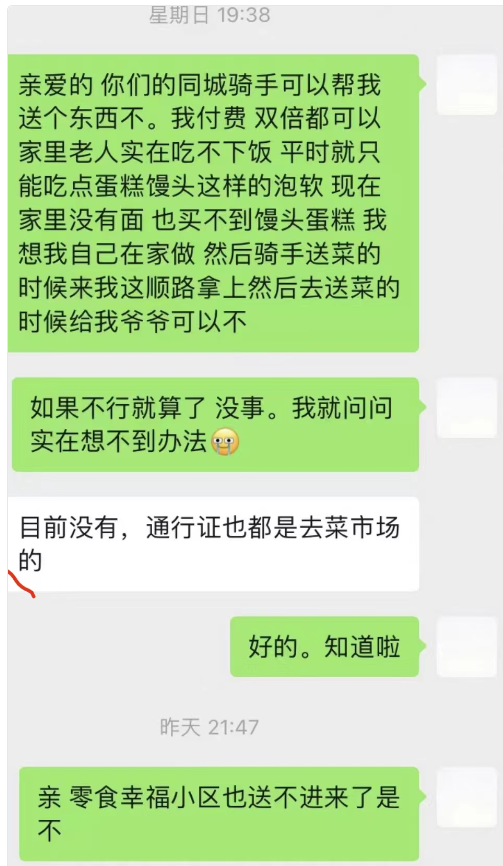 星期日 19:38
亲爱的 你们的同城骑手可以帮我
送个东西不。我付费 双倍都可以
家里老人实在吃不下饭 平时就只
能吃点蛋糕馒头这样的泡软 现在
家里没有面 也买不到馒头蛋糕 我
想我自己在家做 然后骑手送菜的
时候来我这顺路拿上然后去送菜的
时候给我爷爷可以不
如果不行就算了 没事。我就问问
实在想不到办法🥹
目前没有，通行证也都是去菜市场
的
好的。知道啦
昨天 21:47
亲 零食幸福小区也送不进来了是
不